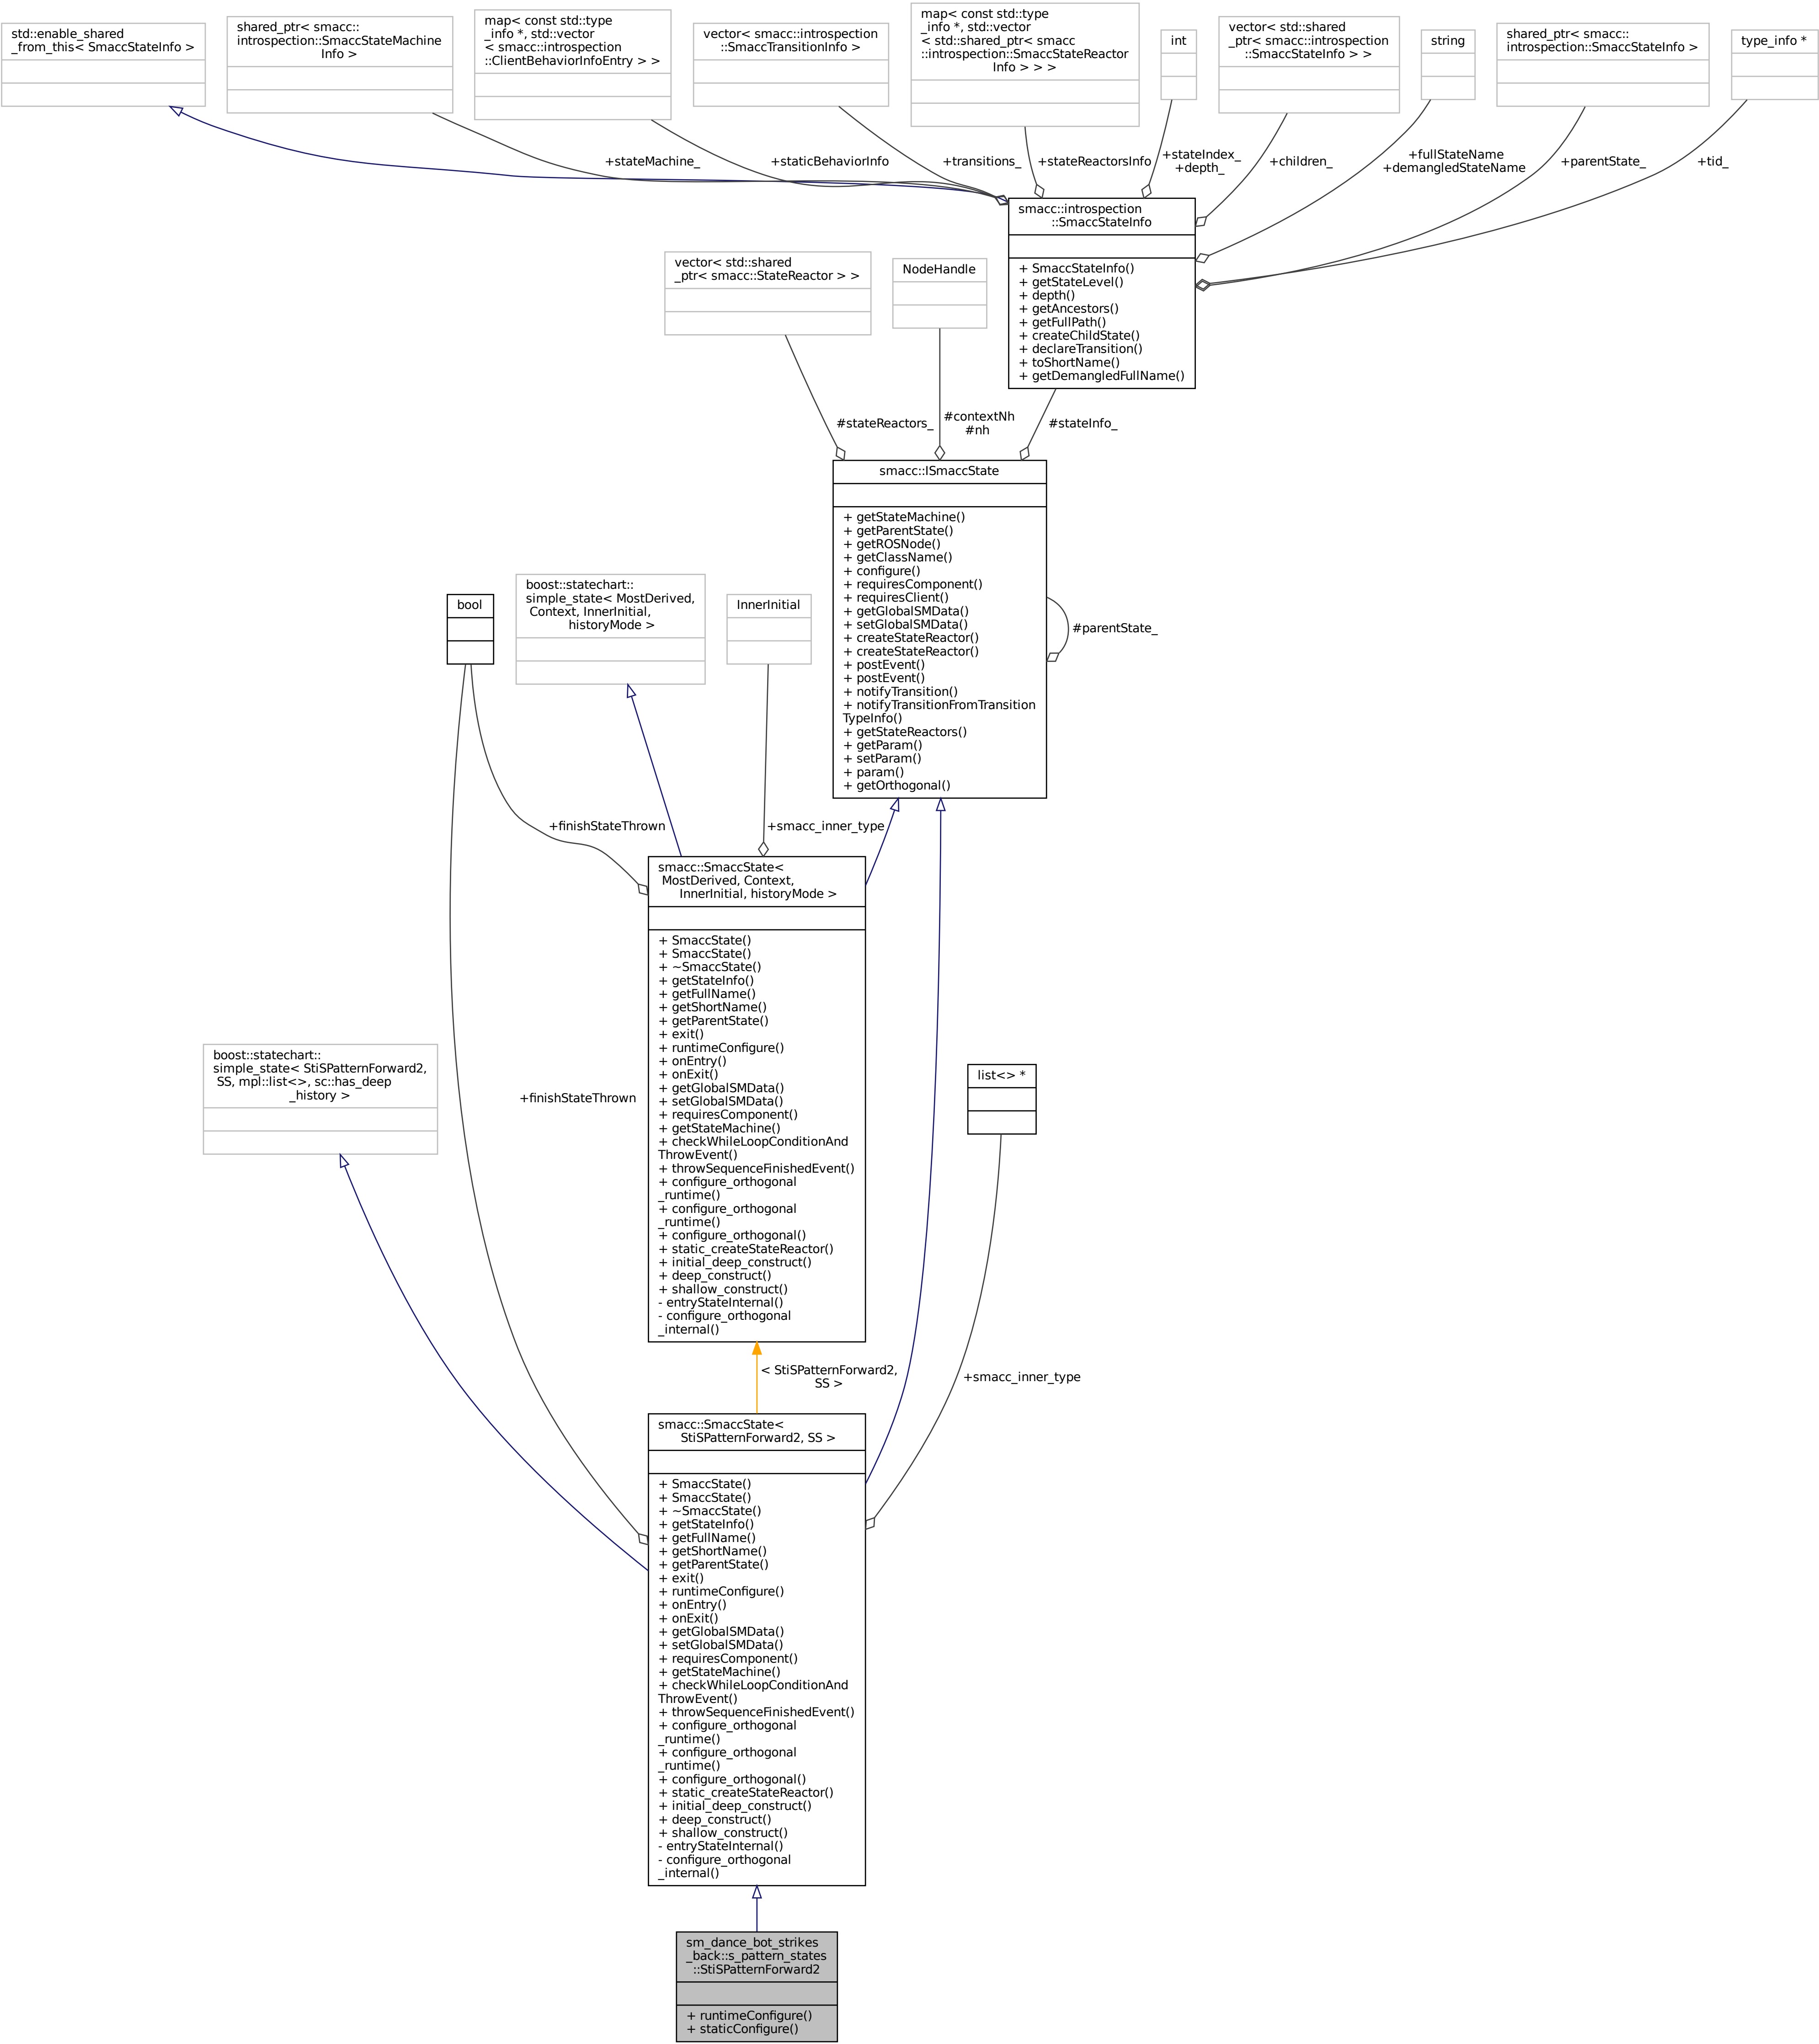 std::enable_shared
_from_this< SmaccStateInfo >
shared_ptr< smacc::
introspection::SmaccStateMachine
Info >
map< const std::type
_info *, std::vector
< smacc::introspection
::ClientBehaviorInfoEntry > >
vector< smacc::introspection
::SmaccTransitionInfo >
map< const std::type
_info *, std::vector
< std::shared_ptr< smacc
::introspection::SmaccStateReactor
Info > > >
int
vector< std::shared
_ptr< smacc::introspection
::SmaccStateInfo > >
string
shared_ptr< smacc::
introspection::SmaccStateInfo >
type_info *
+stateMachine_
+staticBehaviorInfo
+transitions_
+stateReactorsInfo
+stateIndex_
+depth_
+children_
+fullStateName
+demangledStateName
+parentState_
+tid_
smacc::introspection
::SmaccStateInfo
+ SmaccStateInfo()
+ getStateLevel()
+ depth()
+ getAncestors()
+ getFullPath()
+ createChildState()
+ declareTransition()
+ toShortName()
+ getDemangledFullName()
vector< std::shared
_ptr< smacc::StateReactor > >
NodeHandle
#stateReactors_
#contextNh
#nh
#stateInfo_
smacc::ISmaccState
+ getStateMachine()
+ getParentState()
+ getROSNode()
+ getClassName()
+ configure()
+ requiresComponent()
+ requiresClient()
+ getGlobalSMData()
+ setGlobalSMData()
+ createStateReactor()
+ createStateReactor()
+ postEvent()
+ postEvent()
+ notifyTransition()
+ notifyTransitionFromTransition
TypeInfo()
+ getStateReactors()
+ getParam()
+ setParam()
+ param()
+ getOrthogonal()
#parentState_
bool
boost::statechart::
simple_state< MostDerived,
Context, InnerInitial,
historyMode >
InnerInitial
+finishStateThrown
+smacc_inner_type
smacc::SmaccState<
MostDerived, Context,
InnerInitial, historyMode >
+ SmaccState()
+ SmaccState()
+ ~SmaccState()
+ getStateInfo()
+ getFullName()
+ getShortName()
+ getParentState()
+ exit()
+ runtimeConfigure()
+ onEntry()
+ onExit()
+ getGlobalSMData()
+ setGlobalSMData()
+ requiresComponent()
+ getStateMachine()
+ checkWhileLoopConditionAnd
ThrowEvent()
+ throwSequenceFinishedEvent()
+ configure_orthogonal
_runtime()
+ configure_orthogonal
_runtime()
+ configure_orthogonal()
+ static_createStateReactor()
+ initial_deep_construct()
+ deep_construct()
+ shallow_construct()
- entryStateInternal()
- configure_orthogonal
_internal()
boost::statechart::
simple_state< StiSPatternForward2,
SS, mpl::list<>, sc::has_deep
_history >
+finishStateThrown
list<> *
< StiSPatternForward2,
SS >
+smacc_inner_type
smacc::SmaccState<
StiSPatternForward2, SS >
+ SmaccState()
+ SmaccState()
+ ~SmaccState()
+ getStateInfo()
+ getFullName()
+ getShortName()
+ getParentState()
+ exit()
+ runtimeConfigure()
+ onEntry()
+ onExit()
+ getGlobalSMData()
+ setGlobalSMData()
+ requiresComponent()
+ getStateMachine()
+ checkWhileLoopConditionAnd
ThrowEvent()
+ throwSequenceFinishedEvent()
+ configure_orthogonal
_runtime()
+ configure_orthogonal
_runtime()
+ configure_orthogonal()
+ static_createStateReactor()
+ initial_deep_construct()
+ deep_construct()
+ shallow_construct()
- entryStateInternal()
- configure_orthogonal
_internal()
sm_dance_bot_strikes
_back::s_pattern_states
::StiSPatternForward2
+ runtimeConfigure()
+ staticConfigure()